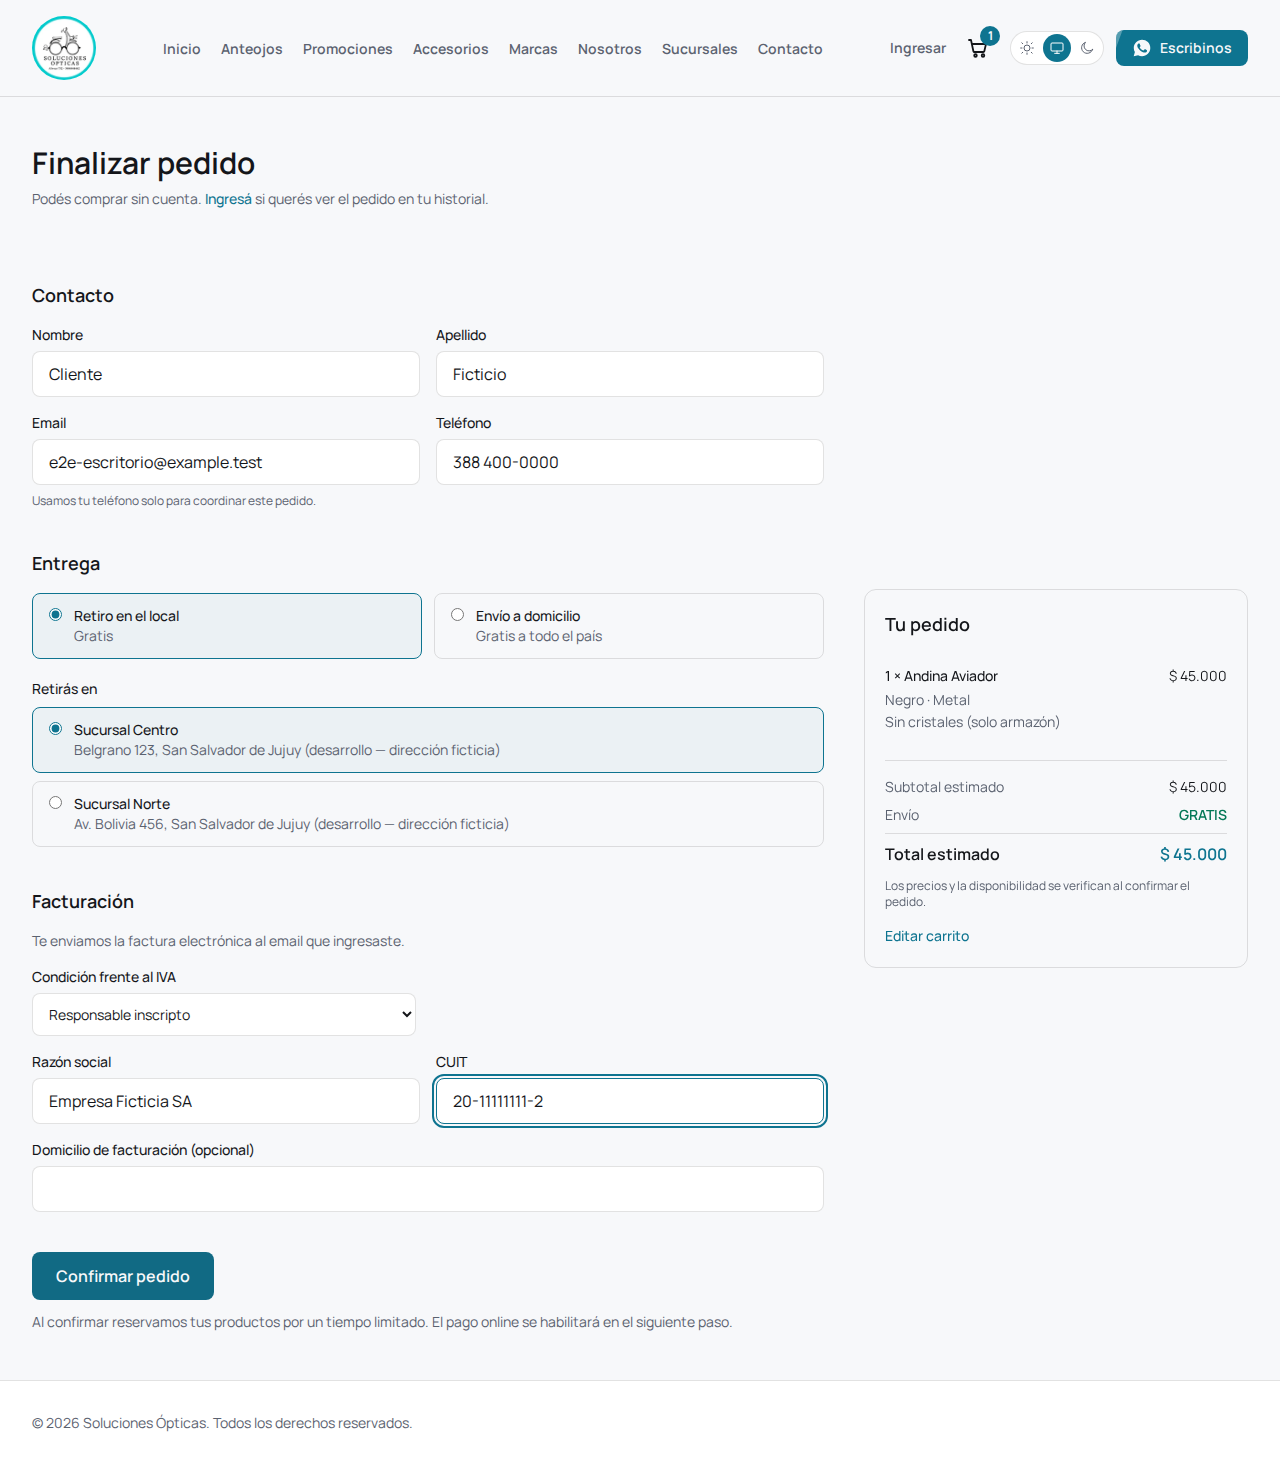 SOLUCIONES
OPTICAS
Inicio
Anteojos
Promociones
Accesorios
Marcas
Nosotros
Sucursales
Contacto
Ingresar
1
Escribinos
Finalizar pedido
Podés comprar sin cuenta. Ingresá si querés ver el pedido en tu historial.
Contacto
Nombre
Apellido
Cliente
Ficticio
Email
Teléfono
e2e-escritorio@example.test
388 400-0000
Usamos tu teléfono solo para coordinar este pedido.
Entrega
Retiro en el local
Gratis
Envío a domicilio
Gratis a todo el país
Retirás en
Sucursal Centro
Belgrano 123, San Salvador de Jujuy (desarrollo — dirección ficticia)
Sucursal Norte
Av. Bolivia 456, San Salvador de Jujuy (desarrollo — dirección ficticia)
Facturación
Te enviamos la factura electrónica al email que ingresaste.
Condición frente al IVA
Responsable inscripto
Razón social
CUIT
Empresa Ficticia SA
20-11111111-2
Domicilio de facturación (opcional)
Confirmar pedido
Al confirmar reservamos tus productos por un tiempo limitado. El pago online se habilitará en el siguiente paso.
Tu pedido
1 × Andina Aviador
$ 45.000
Negro · Metal
Sin cristales (solo armazón)
Subtotal estimado
$ 45.000
Envío
GRATIS
Total estimado
$ 45.000
Los precios y la disponibilidad se verifican al confirmar el
pedido.
Editar carrito
© 2026 Soluciones Ópticas. Todos los derechos reservados.